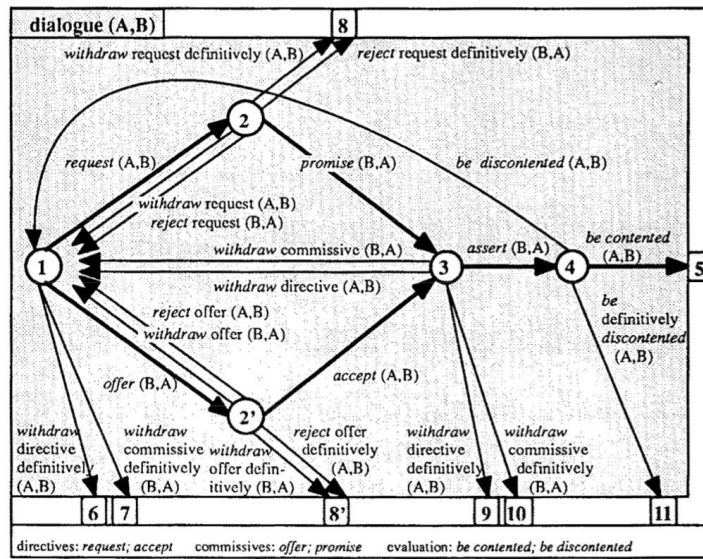 dialogue (A,B)
8
withdraw request definitively (A,B)
reject request definitively (B,A)
2
request (A,B)
promise (B,A)
be discontented (A,B)
withdraw request (A,B)
reject request (B,A)
withdraw commissive (B,A)
assert (B,A)
be contented
(A,B)
1
3
4
5
withdraw directive (A,B)
reject offer (A,B)
withdraw offer (B,A)
be
definitively
discontented
(A,B)
offer (B,A)
accept (A,B)
2'
withdraw
directive
definitively
(A,B)
withdraw
commissive
definitively
(B,A)
withdraw
offer defin-
itively (B,A)
reject offer
definitively
(A,B)
withdraw
directive
definitively
(A,B)
withdraw
commissive
definitively
(B,A)
6
7
8'
9
10
11
directives: request; accept commissives: offer; promise evaluation: be contented; be discontented